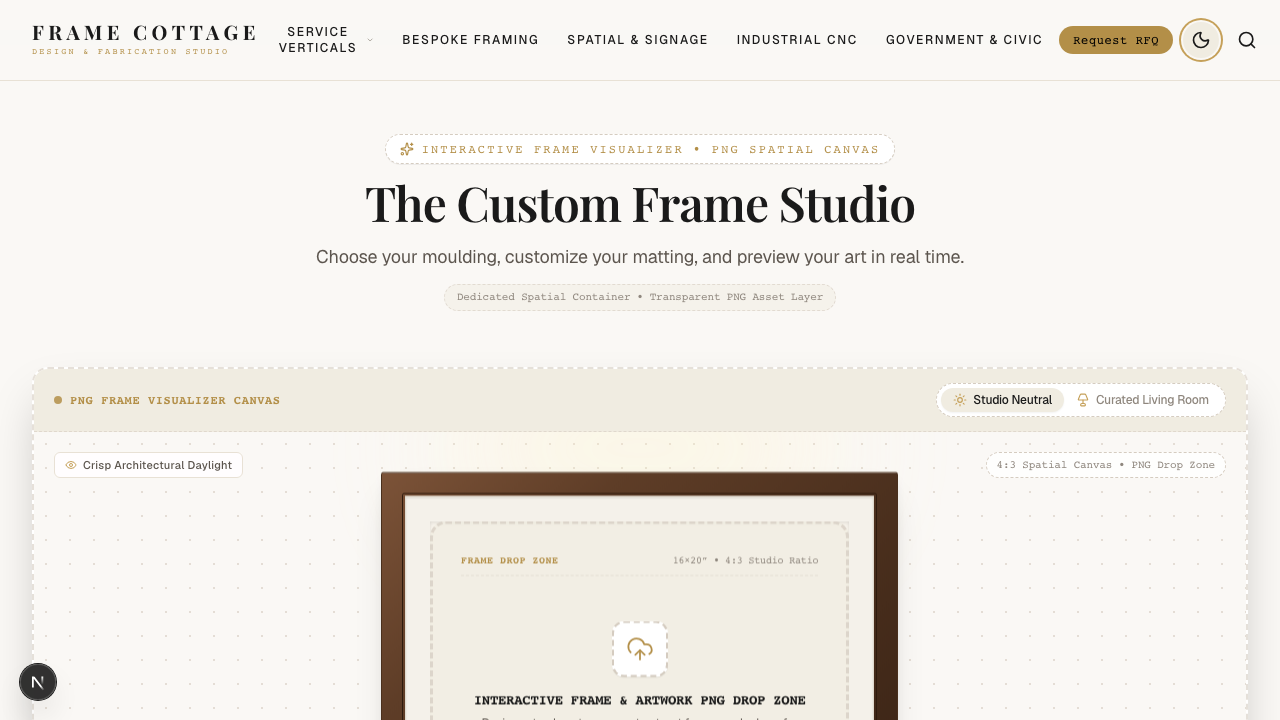 FRAME COTTAGE
DESIGN & FABRICATION STUDIO
SERVICE VERTICALS
BESPOKE FRAMING
SPATIAL & SIGNAGE
INDUSTRIAL CNC
GOVERNMENT & CIVIC
Request RFQ
INTERACTIVE FRAME VISUALIZER • PNG SPATIAL CANVAS
The Custom Frame Studio
Choose your moulding, customize your matting, and preview your art in real time.
Dedicated Spatial Container • Transparent PNG Asset Layer
PNG FRAME VISUALIZER CANVAS
Studio Neutral
Curated Living Room
Crisp Architectural Daylight
4:3 Spatial Canvas • PNG Drop Zone
FRAME DROP ZONE
16×20" • 4:3 Studio Ratio
INTERACTIVE FRAME & ARTWORK PNG DROP ZONE
N